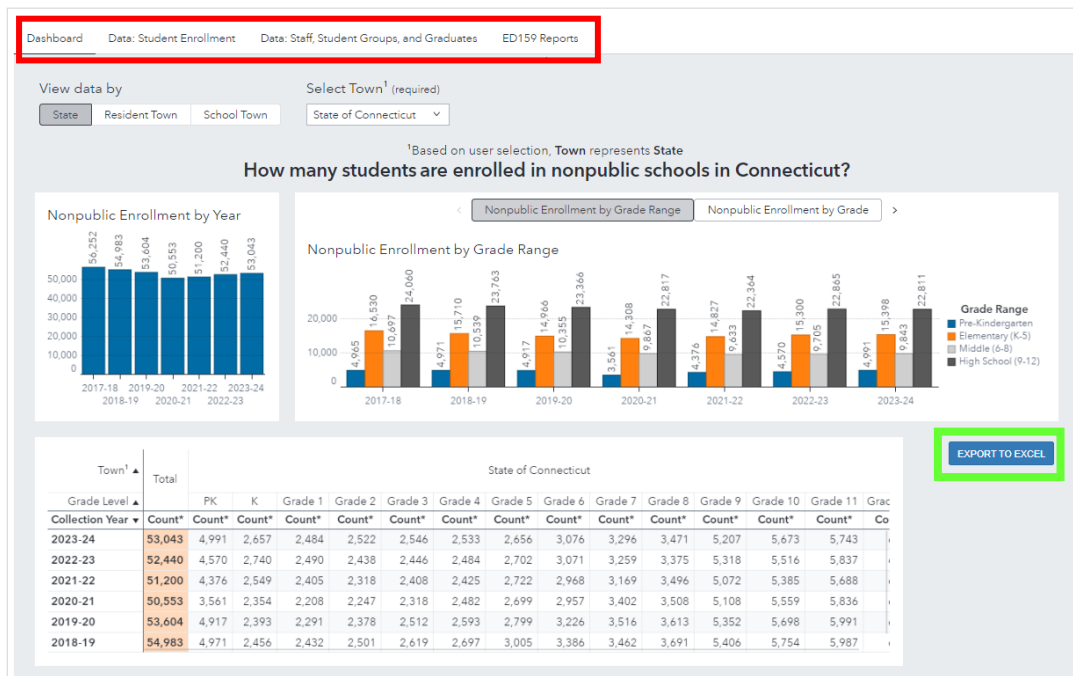 Dashboard Data: Student Enrollment Data: Staff, Student Groups, and Graduates ED159 Reports
View data by Select Town1 (required)
State Resident Town School Town State of Connecticut
1Based on user selection, Town represents State
How many students are enrolled in nonpublic schools in Connecticut?
Nonpublic Enrollment by Year
56,252 54,983 53,604 50,553 51,200 52,440 53,043
50,000
40,000
30,000
20,000
10,000
0
2017-18 2019-20 2021-22 2023-24
2018-19 2020-21 2022-23
Nonpublic Enrollment by Grade Range Nonpublic Enrollment by Grade
Nonpublic Enrollment by Grade Range
20,000
10,000
0
4,965 16,530 10,697 24,060
4,971 15,710 10,539 23,763
4,917 14,966 10,355 23,366
3,561 14,308 9,867 22,817
4,376 14,827 9,633 22,364
4,570 15,300 9,705 22,865
4,991 15,398 9,843 22,811
2017-18 2018-19 2019-20 2020-21 2021-22 2022-23 2023-24
Grade Range
Pre-Kindergarten
Elementary (K-5)
Middle (6-8)
High School (9-12)
EXPORT TO EXCEL
Town1 Total State of Connecticut
Grade Level PK K Grade 1 Grade 2 Grade 3 Grade 4 Grade 5 Grade 6 Grade 7 Grade 8 Grade 9 Grade 10 Grade 11 Grac
Collection Year Count* Count* Count* Count* Count* Count* Count* Count* Count* Count* Count* Count* Count* Count* Co
2023-24 53,043 4,991 2,657 2,484 2,522 2,546 2,533 2,656 3,076 3,296 3,471 5,207 5,673 5,743
2022-23 52,440 4,570 2,740 2,490 2,438 2,446 2,484 2,702 3,071 3,259 3,375 5,318 5,516 5,837
2021-22 51,200 4,376 2,549 2,405 2,318 2,408 2,425 2,722 2,968 3,169 3,496 5,072 5,385 5,688
2020-21 50,553 3,561 2,354 2,208 2,247 2,318 2,482 2,699 2,957 3,402 3,508 5,108 5,559 5,836
2019-20 53,604 4,917 2,393 2,291 2,378 2,512 2,593 2,799 3,226 3,516 3,613 5,352 5,698 5,991
2018-19 54,983 4,971 2,456 2,432 2,501 2,619 2,697 3,005 3,386 3,462 3,691 5,406 5,754 5,987